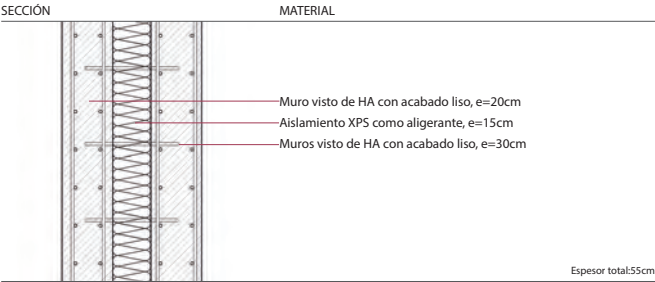 SECCIÓN
MATERIAL
Muro visto de HA con acabado liso, e=20cm
Aislamiento XPS como aligerante, e=15cm
Muros visto de HA con acabado liso, e=30cm
Espesor total:55cm